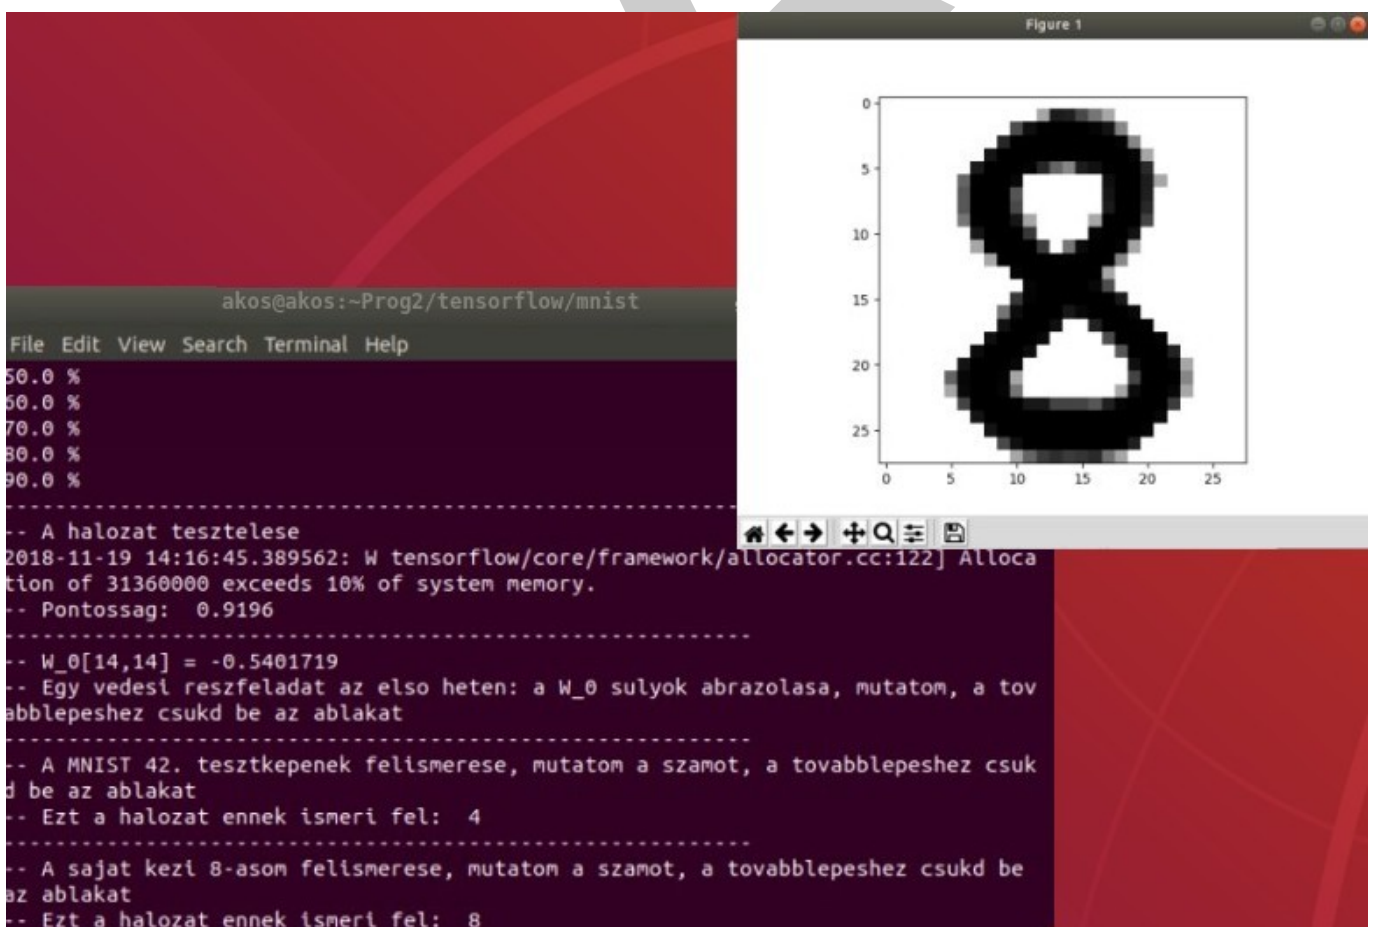 Figure 1
0
5
10
15
20
25
0 5 10 15 20 25
akos@akos:~Prog2/tensorflow/mnist
File Edit View Search Terminal Help
50.0 %
60.0 %
70.0 %
80.0 %
90.0 %
------------------------------------------------------------
-- A halozat tesztelese
2018-11-19 14:16:45.389562: W tensorflow/core/framework/allocator.cc:122] Alloca
tion of 31360000 exceeds 10% of system memory.
-- Pontossag:  0.9196
------------------------------------------------------------
-- W_0[14,14] = -0.5401719
-- Egy vedesi reszfeladat az elso heten: a W_0 sulyok abrazolasa, mutatom, a tov
abblepeshez csukd be az ablakat
------------------------------------------------------------
-- A MNIST 42. tesztkepenek felismerese, mutatom a szamot, a tovabblepeshez csuk
d be az ablakat
-- Ezt a halozat ennek ismeri fel:  4
------------------------------------------------------------
-- A sajat kezi 8-asom felismerese, mutatom a szamot, a tovabblepeshez csukd be
az ablakat
-- Ezt a halozat ennek ismeri fel:  8
8